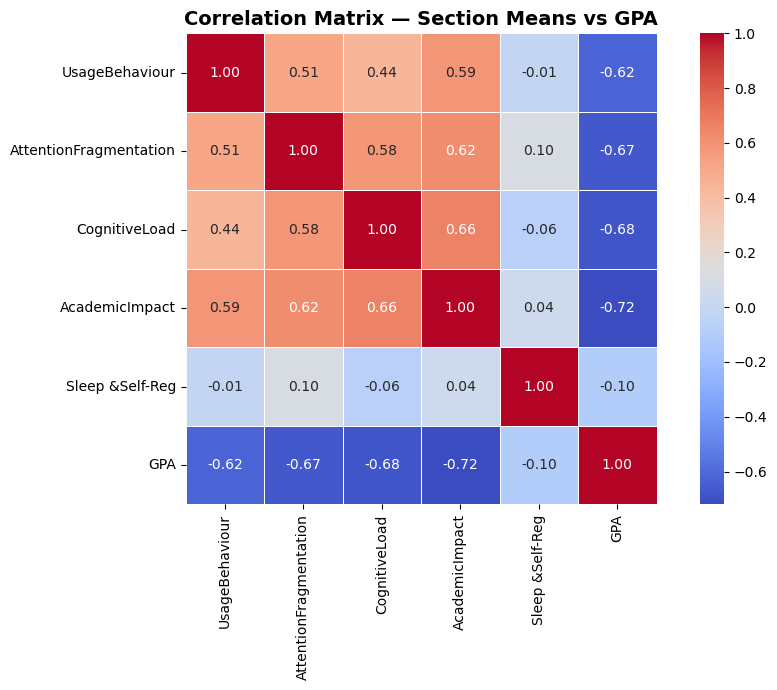 Correlation Matrix — Section Means vs GPA
UsageBehaviour 1.00 0.51 0.44 0.59 -0.01 -0.62
AttentionFragmentation 0.51 1.00 0.58 0.62 0.10 -0.67
CognitiveLoad 0.44 0.58 1.00 0.66 -0.06 -0.68
AcademicImpact 0.59 0.62 0.66 1.00 0.04 -0.72
Sleep &Self-Reg -0.01 0.10 -0.06 0.04 1.00 -0.10
GPA -0.62 -0.67 -0.68 -0.72 -0.10 1.00
UsageBehaviour
AttentionFragmentation
CognitiveLoad
AcademicImpact
Sleep &Self-Reg
GPA
1.0
0.8
0.6
0.4
0.2
0.0
-0.2
-0.4
-0.6